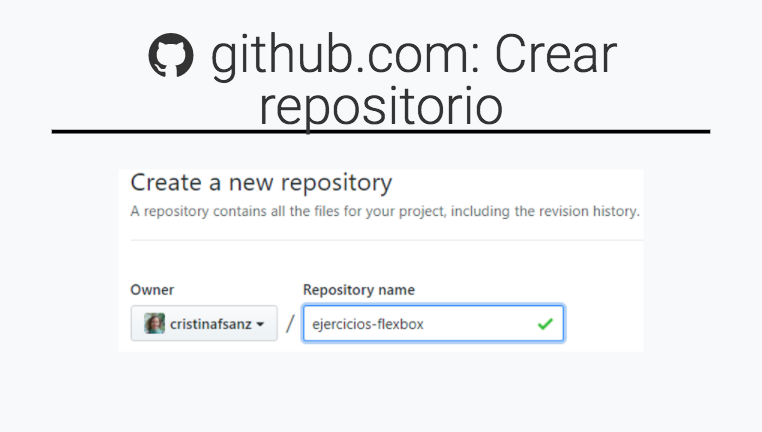 github.com: Crear
repositorio
Create a new repository
A repository contains all the files for your project, including the revision history.
Owner
Repository name
cristinafsanz
/
ejercicios-flexbox